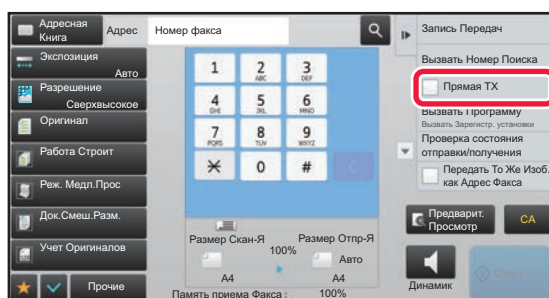 Адресная
Книга
Адрес
Номер факса
Запись Передач
Экспозиция
Авто
Разрешение
Сверхвысокое
Оригинал
Работа Строит
Реж. Медл.Прос
Док.Смеш.Разм.
Учет Оригиналов
Прочие
1
2 ABC
3 DEF
4 GHI
5 JKL
6 MNO
7 PQRS
8 TUV
9 WXYZ
0
#
Размер Скан-Я
100%
Размер Отпр-Я
Авто
A4
A4
Память приема Факса :
100%
Вызвать Номер Поиска
Прямая TX
Вызвать Программу
Вызвать Зарегистр. установки
Проверка состояния
отправки/получения
Передать То Же Изоб.
как Адрес Факса
Предварит.
Просмотр
CA
Динамик
Старт